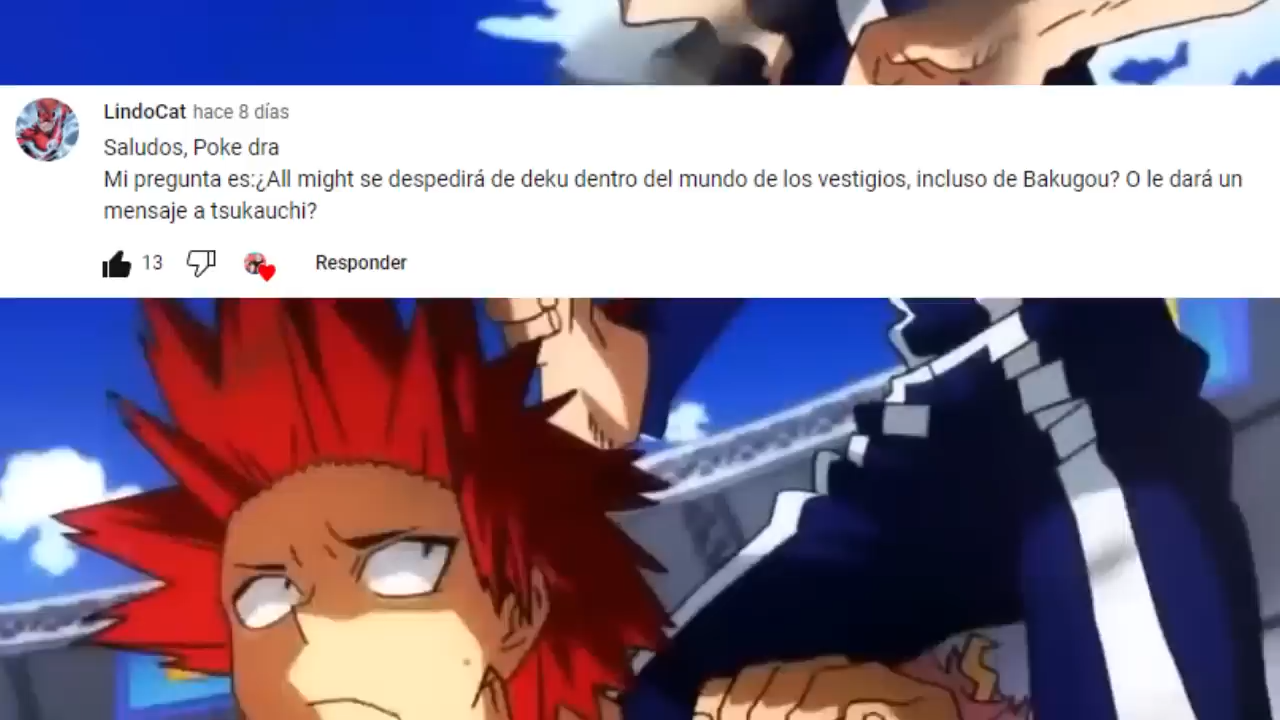 LindoCat hace 8 días
Saludos, Poke dra
Mi pregunta es:¿All might se despedirá de deku dentro del mundo de los vestigios, incluso de Bakugou? O le dará un
mensaje a tsukauchi?
13 Responder